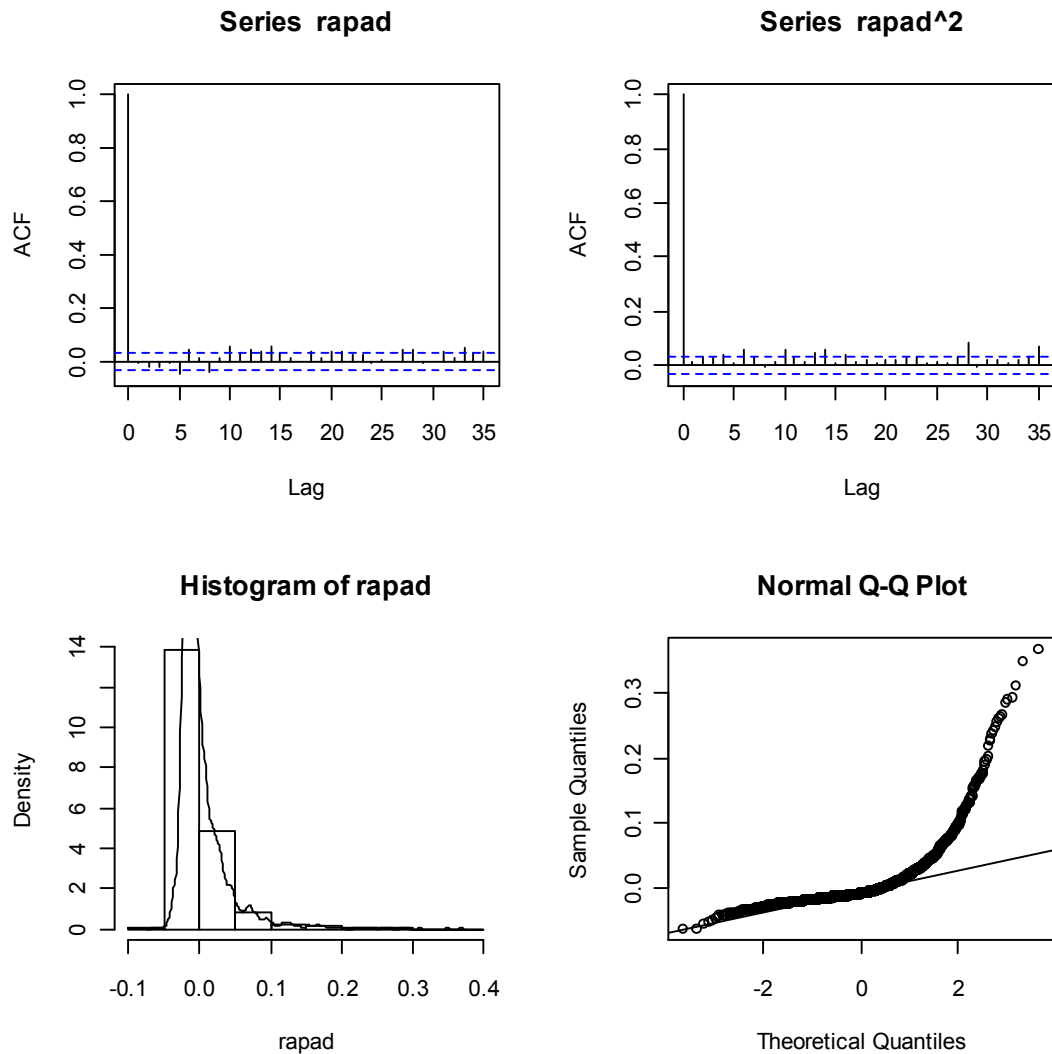 Series rapad
ACF
0.0 0.2 0.4 0.6 0.8 1.0
0 5 10 15 20 25 30 35
Lag
Series rapad^2
ACF
0.0 0.2 0.4 0.6 0.8 1.0
0 5 10 15 20 25 30 35
Lag
Histogram of rapad
Density
0 2 4 6 8 10 14
-0.1 0.0 0.1 0.2 0.3 0.4
rapad
Normal Q-Q Plot
Sample Quantiles
0.0 0.1 0.2 0.3
-2 0 2
Theoretical Quantiles